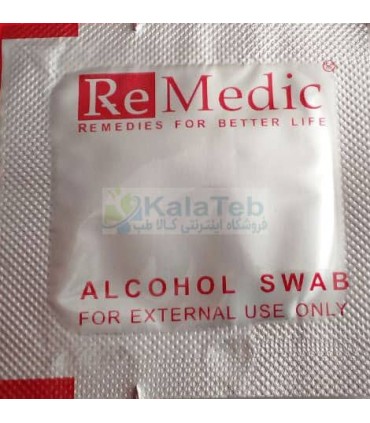 ReMedic®
REMEDIES FOR BETTER LIFE
KalaTeb
فروشگاه اینترنتی کالا طب
ALCOHOL SWAB
FOR EXTERNAL USE ONLY